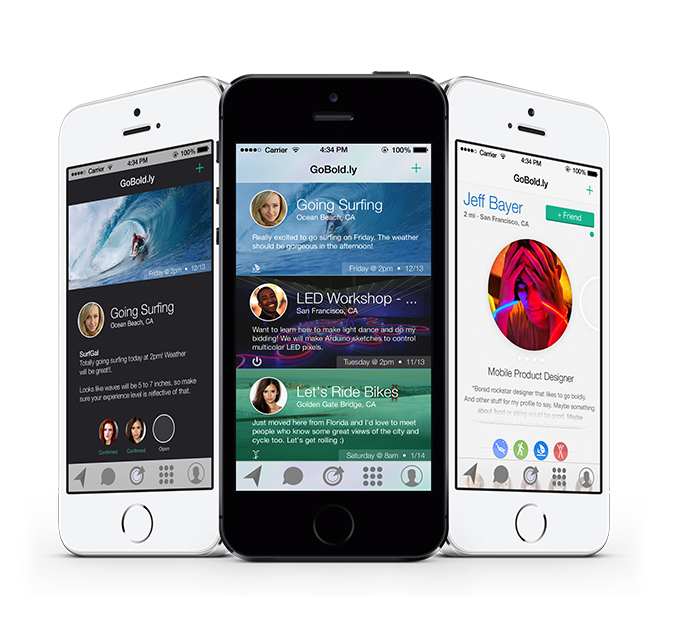 ●●●●○ Carrier 4:34 PM 100%
GoBold.ly +
Friday @ 2pm • 12/13
Going Surfing
Ocean Beach, CA
SurfGal
Totally going surfing today at 2pm! Weather
will be great!.
Looks like waves will be 5 to 7 inches, so make
sure your experience level is reflective of that.
Confirmed Confirmed Open
●●●●○ Carrier 4:34 PM 100%
GoBold.ly +
Going Surfing
Ocean Beach, CA
Really excited to go surfing on Friday. The weather
should be gorgeous in the afternoon!
Friday @ 2pm • 12/13
LED Workshop - ...
San Francisco, CA
Want to learn how to make light dance and do my
bidding! We will make Arduino sketches to control
multicolor LED pixels.
Tuesday @ 2pm • 11/13
Let's Ride Bikes
Golden Gate Bridge, CA
Just moved here from Florida and I'd love to meet
people who know some great views of the city and
cycle too. Let's get rolling :)
Saturday @ 8am • 1/14
●●●●○ Carrier 4:34 PM 100%
GoBold.ly +
Jeff Bayer
2 mi · San Francisco, CA
+ Friend
Mobile Product Designer
"Bored rockstar designer that likes to go boldly.
And other stuff for my profile to say. Maybe something
about food or skiing would be good. Maybe